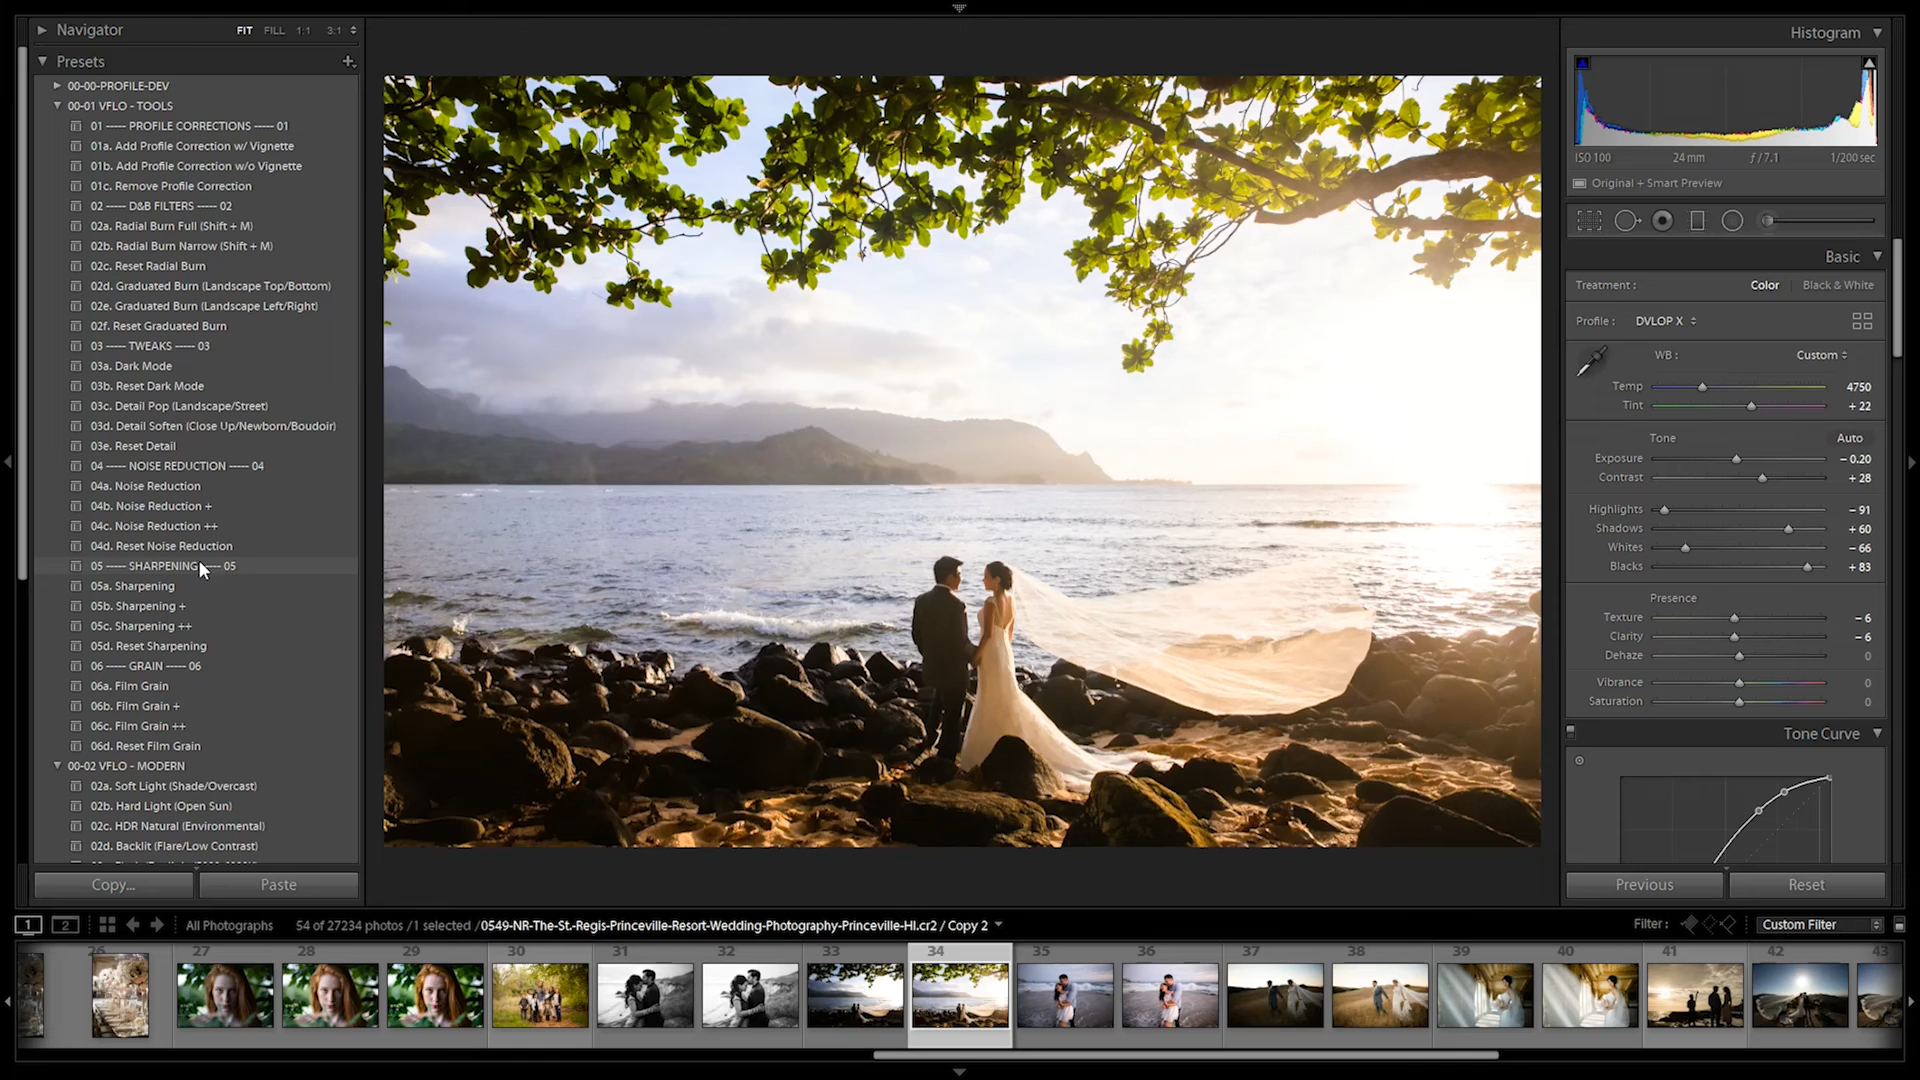 Navigator FIT FILL 1:1 3:1
Presets
00-00-PROFILE-DEV
00-01 VFLO - TOOLS
01 ----- PROFILE CORRECTIONS ----- 01
01a. Add Profile Correction w/ Vignette
01b. Add Profile Correction w/o Vignette
01c. Remove Profile Correction
02 ----- D&B FILTERS ----- 02
02a. Radial Burn Full (Shift + M)
02b. Radial Burn Narrow (Shift + M)
02c. Reset Radial Burn
02d. Graduated Burn (Landscape Top/Bottom)
02e. Graduated Burn (Landscape Left/Right)
02f. Reset Graduated Burn
03 ----- TWEAKS ----- 03
03a. Dark Mode
03b. Reset Dark Mode
03c. Detail Pop (Landscape/Street)
03d. Detail Soften (Close Up/Newborn/Boudoir)
03e. Reset Detail
04 ----- NOISE REDUCTION ----- 04
04a. Noise Reduction
04b. Noise Reduction +
04c. Noise Reduction ++
04d. Reset Noise Reduction
05 ----- SHARPENING ----- 05
05a. Sharpening
05b. Sharpening +
05c. Sharpening ++
05d. Reset Sharpening
06 ----- GRAIN ----- 06
06a. Film Grain
06b. Film Grain +
06c. Film Grain ++
06d. Reset Film Grain
00-02 VFLO - MODERN
02a. Soft Light (Shade/Overcast)
02b. Hard Light (Open Sun)
02c. HDR Natural (Environmental)
02d. Backlit (Flare/Low Contrast)
Copy... Paste
Histogram
ISO 100 24 mm ƒ / 7.1 1/200 sec
Original + Smart Preview
Basic
Treatment : Color Black & White
Profile : DVLOP X
WB : Custom
Temp 4750
Tint + 22
Tone Auto
Exposure – 0.20
Contrast + 28
Highlights – 91
Shadows + 60
Whites – 66
Blacks + 83
Presence
Texture – 6
Clarity – 6
Dehaze 0
Vibrance 0
Saturation 0
Tone Curve
Previous Reset
1 2 All Photographs 54 of 27234 photos / 1 selected / 0549-NR-The-St.-Regis-Princeville-Resort-Wedding-Photography-Princeville-HI.cr2 / Copy 2 Filter : Custom Filter
26 27 28 29 30 31 32 33 34 35 36 37 38 39 40 41 42 43